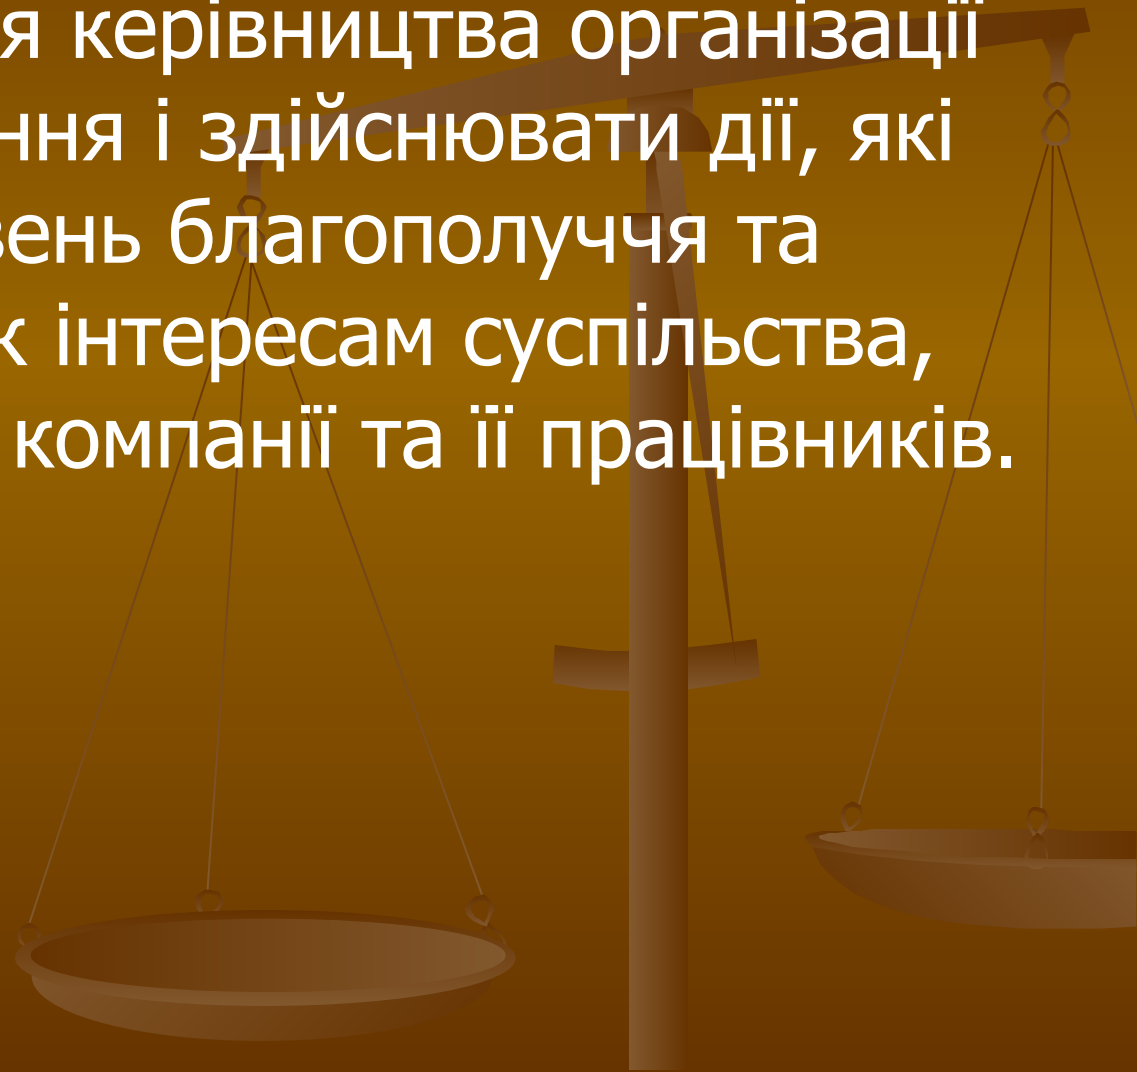 я керівництва організації
ння і здійснювати дії, які
вень благополуччя та
к інтересам суспільства,
компанії та її працівників.